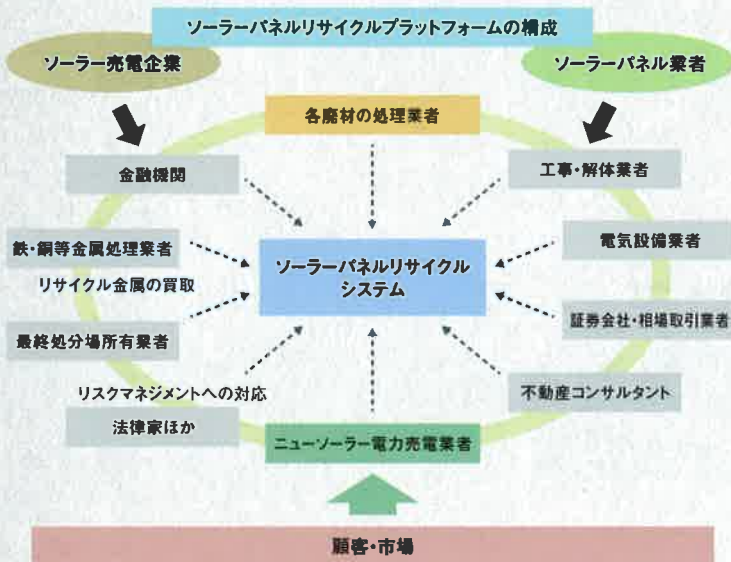 ソーラーパネルリサイクルプラットフォームの構成
ソーラー売電企業
ソーラーパネル業者
各廃材の処理業者
金融機関
工事・解体業者
鉄・銅等金属処理業者
リサイクル金属の買取
電気設備業者
ソーラーパネルリサイクル
システム
最終処分場所有業者
証券会社・相場取引業者
リスクマネジメントへの対応
法律家ほか
不動産コンサルタント
ニューソーラー電力売電業者
顧客・市場